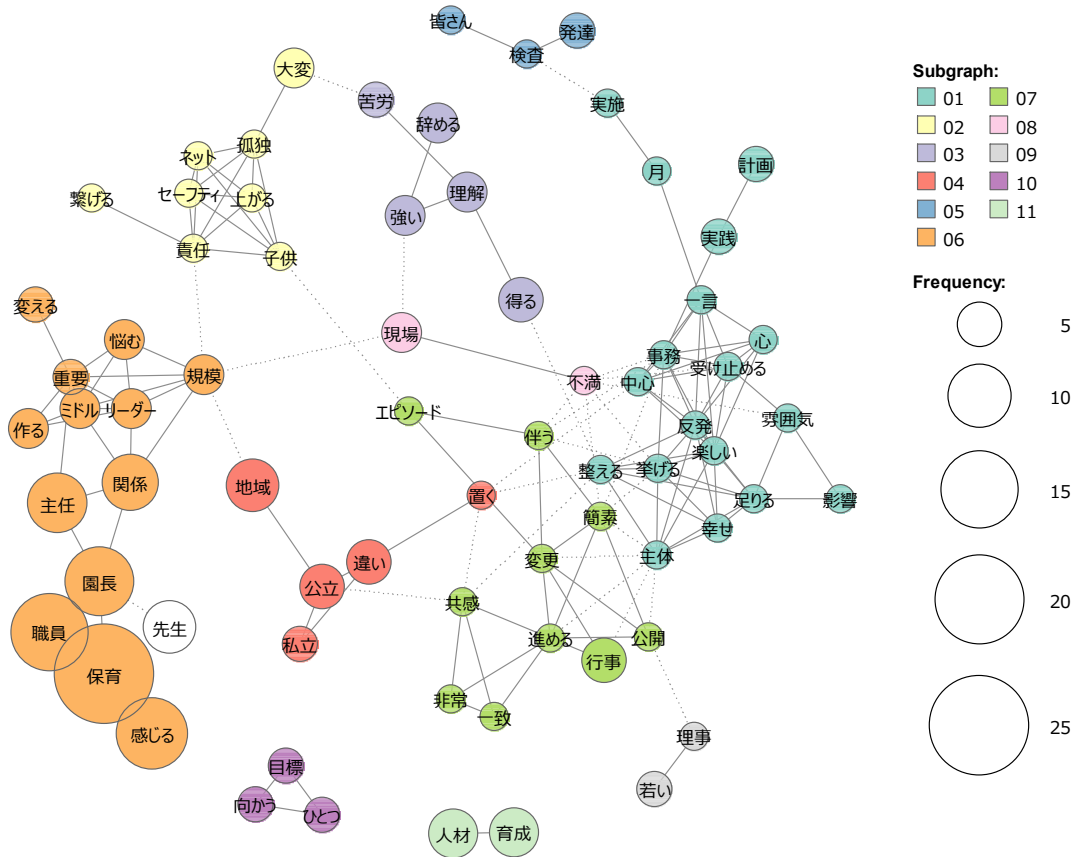 皆さん
発達
検査
大変
苦労
実施
辞める
孤独
ネット
月
計画
セーフティ
上がる
理解
繋げる
強い
実践
責任
子供
変える
得る
一言
悩む
現場
事務
心
受け止める
重要
規模
不満
中心
ミドル
リーダー
エピソード
反発
雰囲気
作る
伴う
楽しい
整える
挙げる
関係
地域
置く
足りる
影響
主任
簡素
幸せ
違い
変更
主体
園長
公立
共感
職員
先生
私立
進める
公開
行事
保育
非常
一致
感じる
理事
目標
若い
向かう
ひとつ
人材
育成
Subgraph:
01
02
03
04
05
06
07
08
09
10
11
Frequency:
5
10
15
20
25